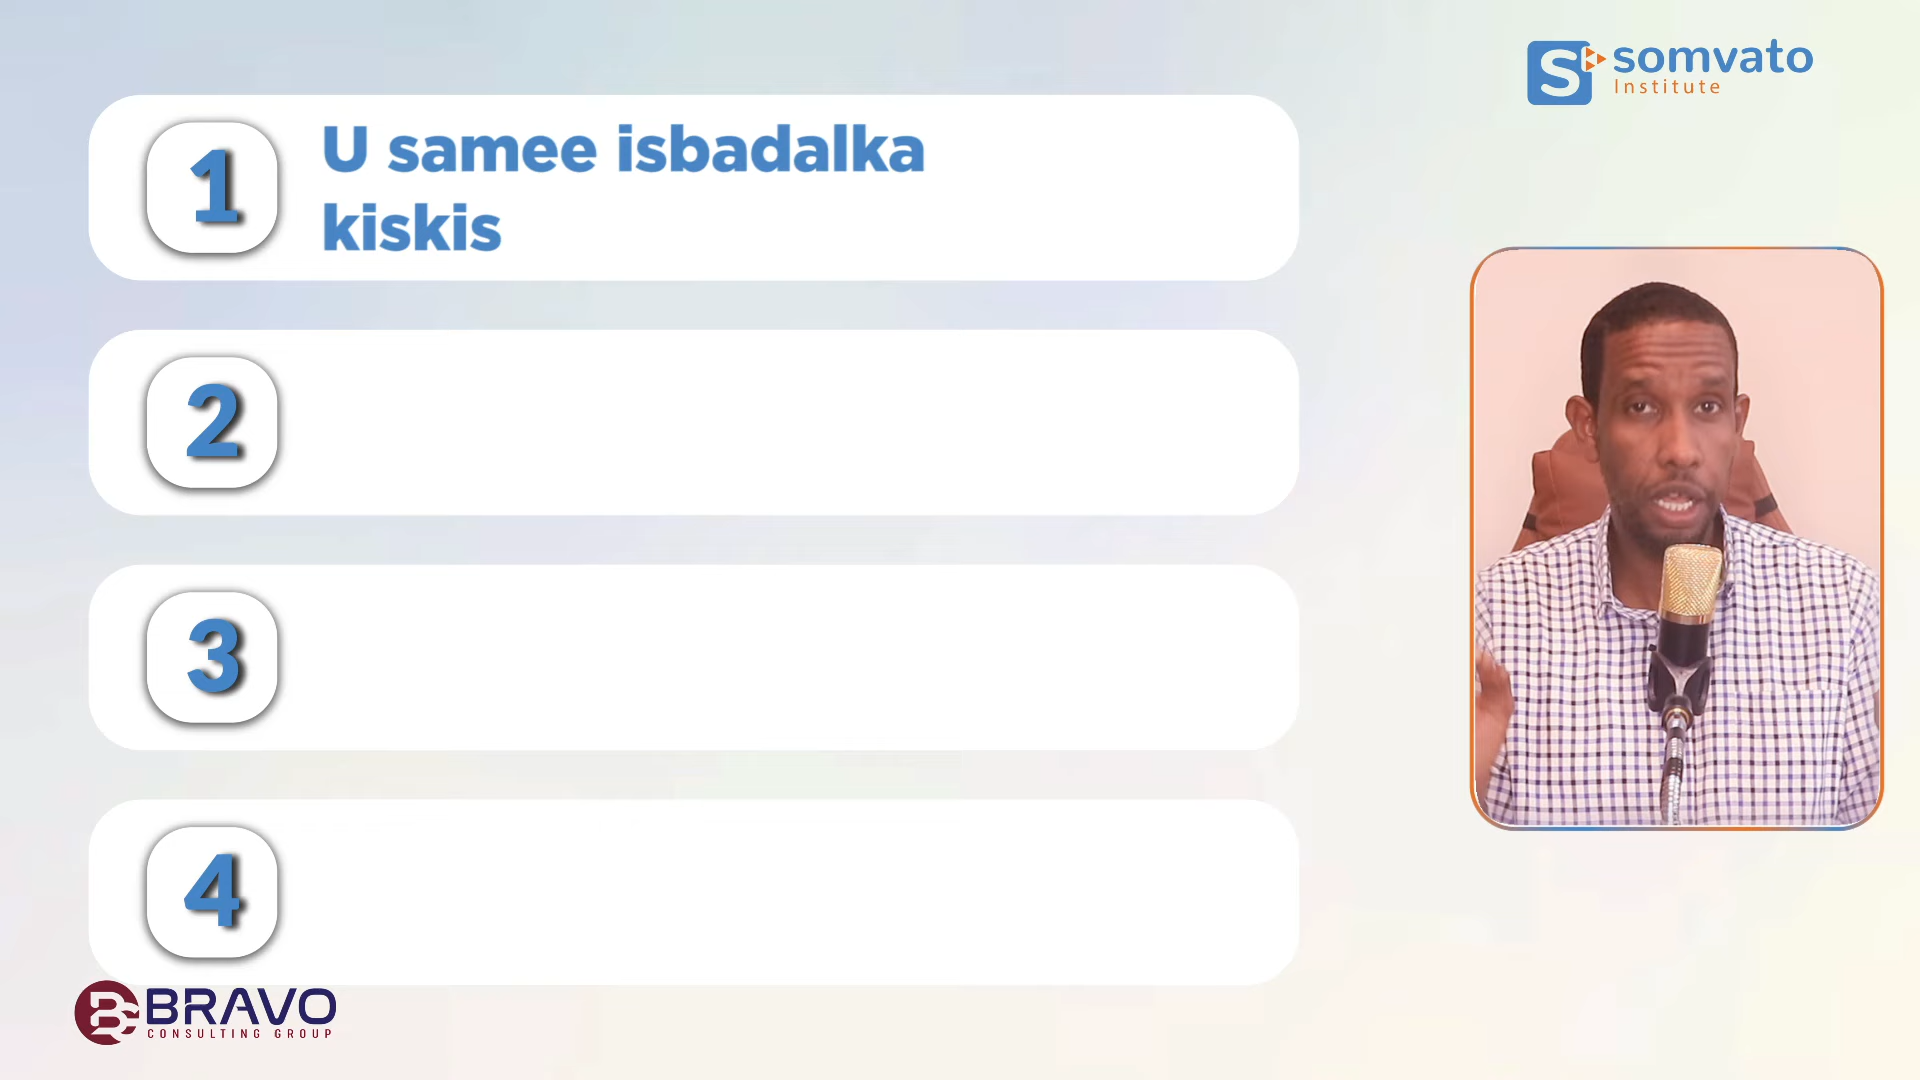 somvato
Institute
1
U samee isbadalka
kiskis
2
3
4
BRAVO
CONSULTING GROUP